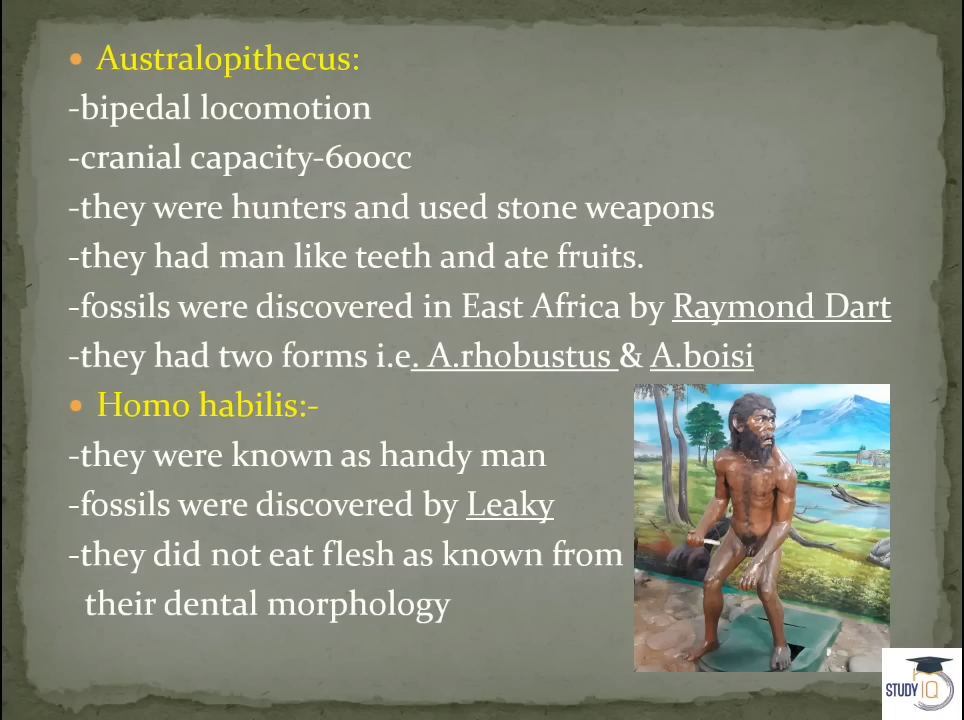 Australopithecus:
-bipedal locomotion
-cranial capacity-600cc
-they were hunters and used stone weapons
-they had man like teeth and ate fruits.
-fossils were discovered in East Africa by Raymond Dart
-they had two forms i.e. A.rhobustus & A.boisi
Homo habilis:-
-they were known as handy man
-fossils were discovered by Leaky
-they did not eat flesh as known from
their dental morphology
STUDY IQ